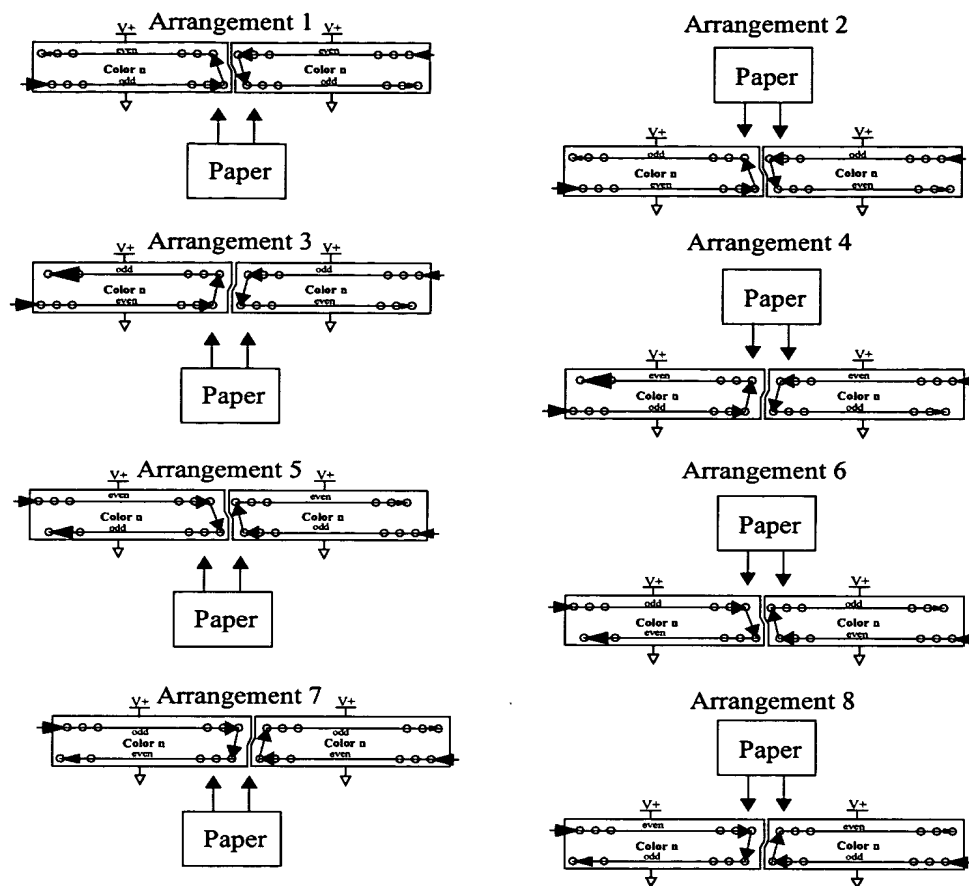 Arrangement 1
V+ V+
even even
Color n Color n
odd odd
Paper
Arrangement 2
Paper
V+ V+
odd odd
Color n Color n
even even
Arrangement 3
V+ V+
odd odd
Color n Color n
even even
Paper
Arrangement 4
Paper
V+ V+
even even
Color n Color n
odd odd
Arrangement 5
V+ V+
even even
Color n Color n
odd odd
Paper
Arrangement 6
Paper
V+ V+
odd odd
Color n Color n
even even
Arrangement 7
V+ V+
odd odd
Color n Color n
even even
Paper
Arrangement 8
Paper
V+ V+
even even
Color n Color n
odd odd